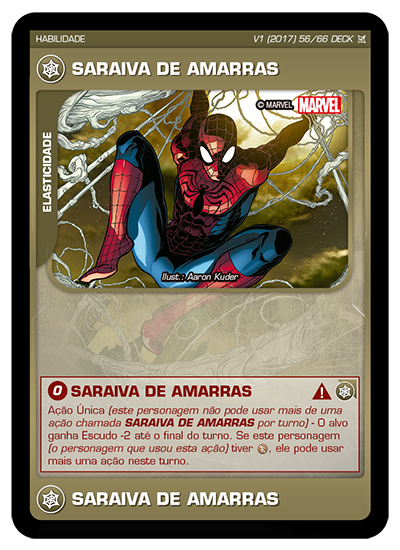 HABILIDADE
V1 (2017) 56/66 DECK
SARAIVA DE AMARRAS
© MARVEL MARVEL
ELASTICIDADE
Ilust.: Aaron Kuder
0 SARAIVA DE AMARRAS
Ação Única (este personagem não pode usar mais de uma
ação chamada SARAIVA DE AMARRAS por turno) - O alvo
ganha Escudo -2 até o final do turno. Se este personagem
(o personagem que usou esta ação) tiver , ele pode usar
mais uma ação neste turno.
SARAIVA DE AMARRAS